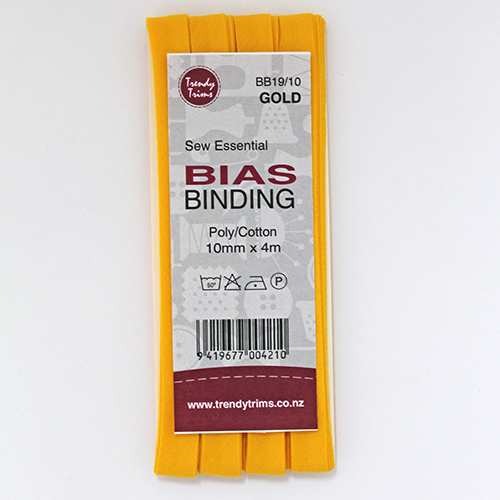 Trendy
Trims
BB19/10
GOLD
Sew Essential
BIAS
BINDING
Poly/Cotton
10mm x 4m
50° P
9 419677 004210
www.trendytrims.co.nz